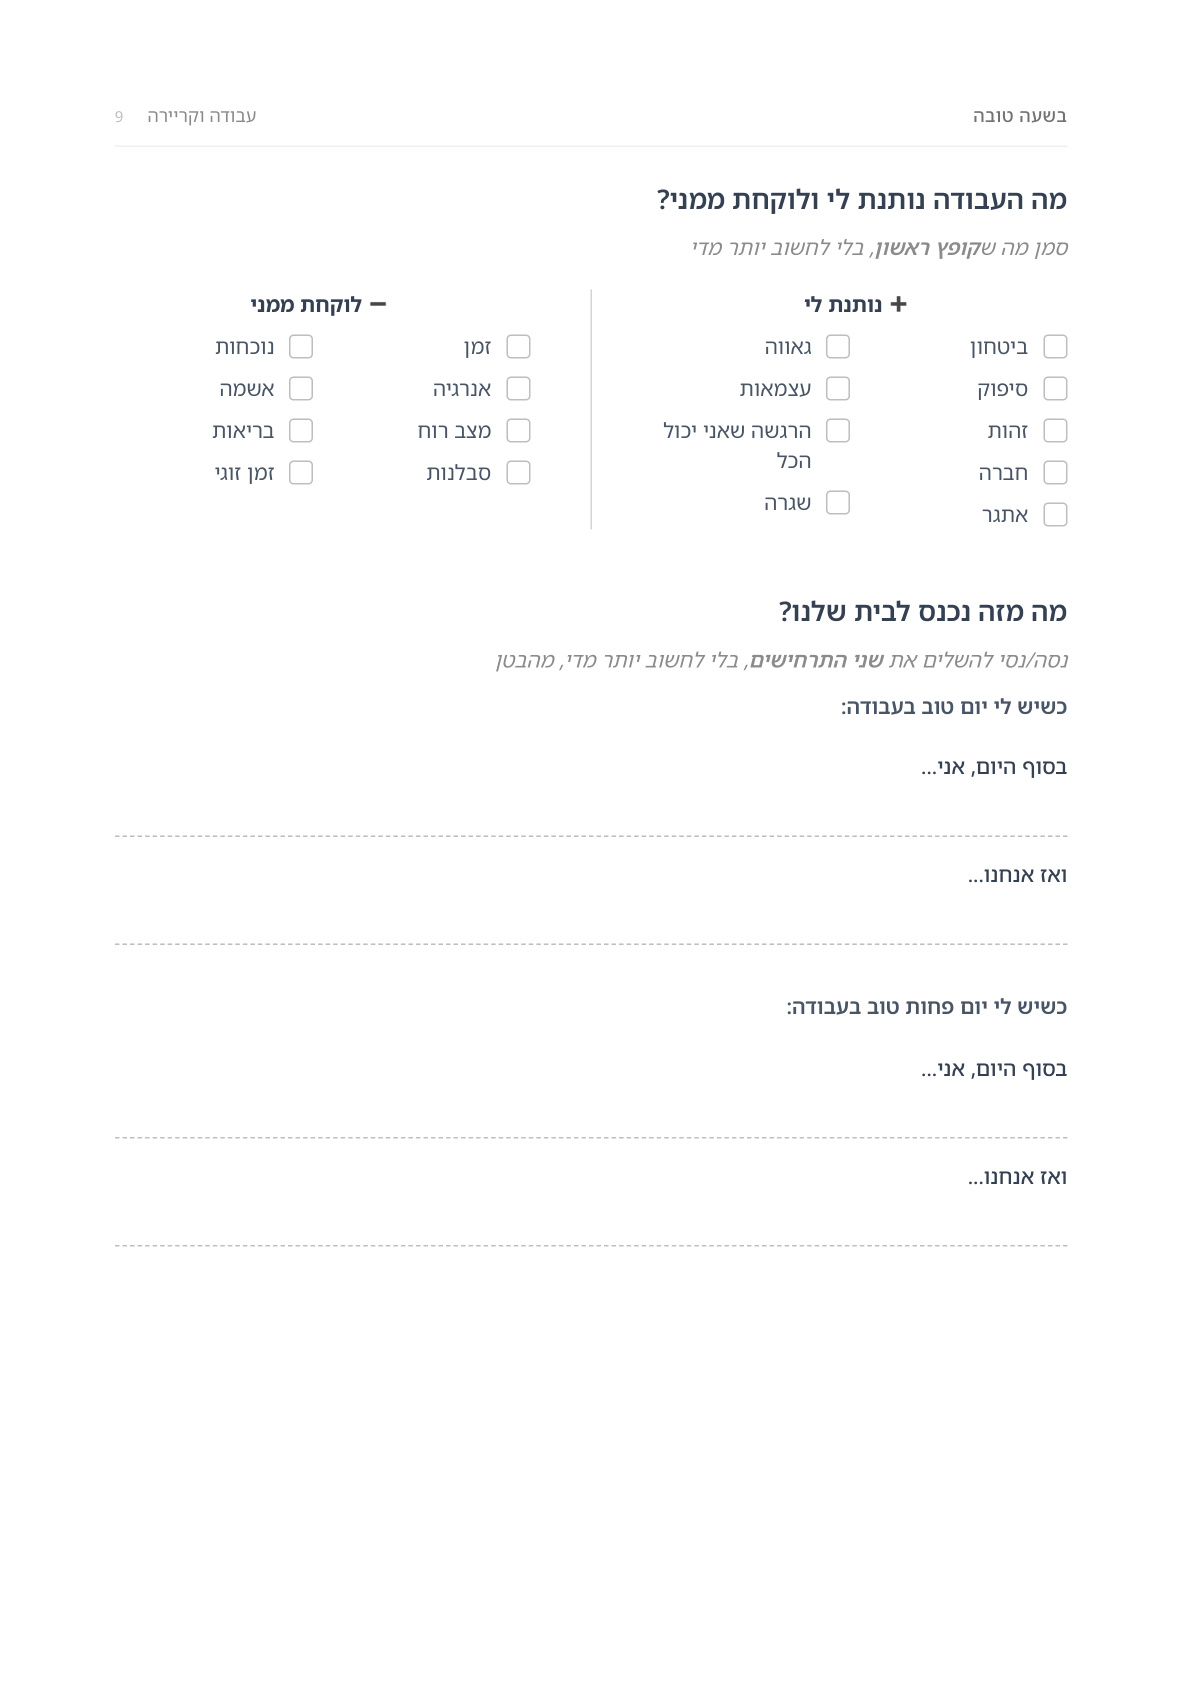 בשעה טובה
עבודה וקריירה 9
מה העבודה נותנת לי ולוקחת ממני?
סמן מה שקופץ ראשון, בלי לחשוב יותר מדי
+ נותנת לי
ביטחון
סיפוק
זהות
חברה
אתגר
גאווה
עצמאות
הרגשה שאני יכול
הכל
שגרה
− לוקחת ממני
זמן
אנרגיה
מצב רוח
סבלנות
נוכחות
אשמה
בריאות
זמן זוגי
מה מזה נכנס לבית שלנו?
נסה/נסי להשלים את שני התרחישים, בלי לחשוב יותר מדי, מהבטן
כשיש לי יום טוב בעבודה:
בסוף היום, אני...
ואז אנחנו...
כשיש לי יום פחות טוב בעבודה:
בסוף היום, אני...
ואז אנחנו...